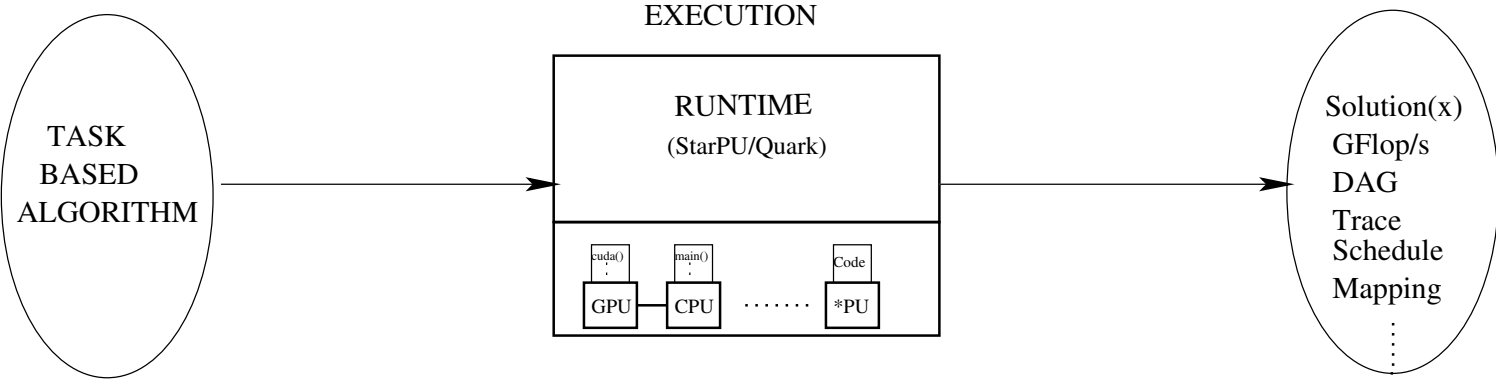 EXECUTION
TASK
BASED
ALGORITHM
RUNTIME
(StarPU/Quark)
cuda()
main()
Code
GPU
CPU
*PU
Solution(x)
GFlop/s
DAG
Trace
Schedule
Mapping